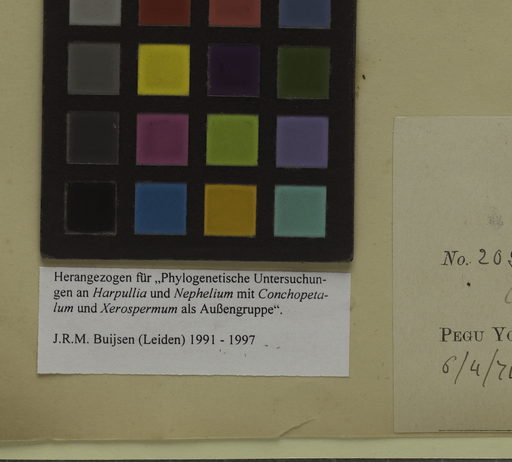 Herangezogen für „Phylogenetische Untersuchun-
gen an Harpullia und Nephelium mit Conchopeta-
lum und Xerospermum als Außengruppe“.
J.R.M. Buijsen (Leiden) 1991 - 1997
No. 20
PEGU
6/4/